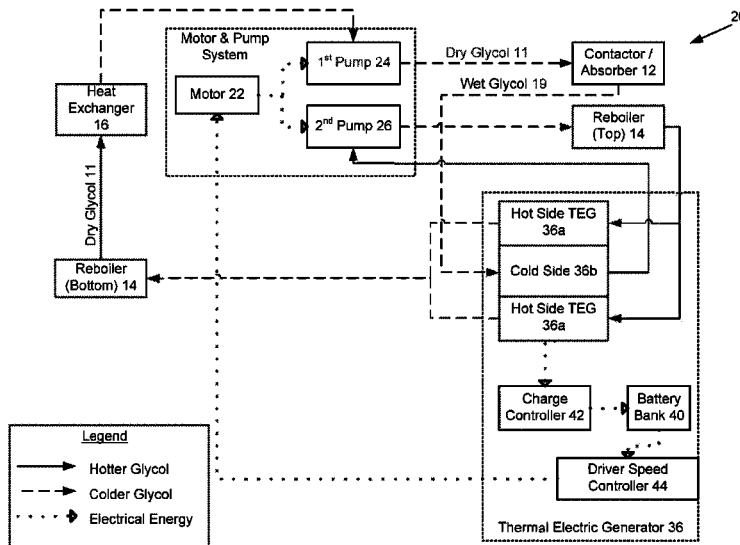 20
Motor & Pump
System
1st Pump 24
Dry Glycol 11
Contactor /
Absorber 12
Wet Glycol 19
Motor 22
Heat
Exchanger
16
2nd Pump 26
Reboiler
(Top) 14
Dry Glycol 11
Hot Side TEG
36a
Cold Side 36b
Reboiler
(Bottom) 14
Hot Side TEG
36a
Charge
Controller 42
Battery
Bank 40
Legend
Hotter Glycol
Colder Glycol
Electrical Energy
Driver Speed
Controller 44
Thermal Electric Generator 36